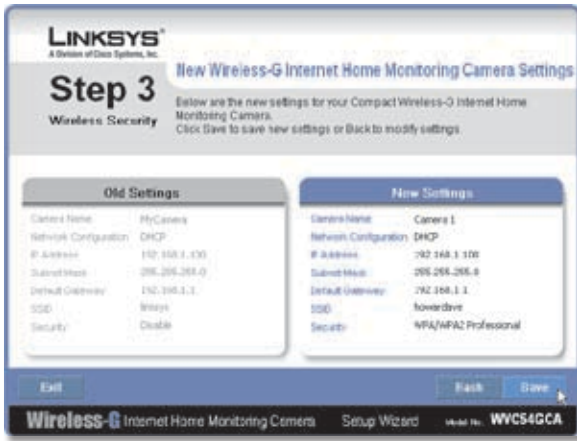 LINKSYS®
A Division of Cisco Systems, Inc.
Step 3
Wireless Security
New Wireless-G Internet Home Monitoring Camera Settings
Below are the new settings for your Compact Wireless-G Internet Home
Monitoring Camera.
Click Save to save new settings or Back to modify settings.
Old Settings
Camera Name MyCamera
Network Configuration DHCP
IP Address 192.168.1.100
Subnet Mask 255.255.255.0
Default Gateway 192.168.1.1
SSID linksys
Security Disable
New Settings
Camera Name Camera 1
Network Configuration DHCP
IP Address 192.168.1.100
Subnet Mask 255.255.255.0
Default Gateway 192.168.1.1
SSID howarddave
Security WPA/WPA2 Professional
Exit
Back
Save
Wireless-G Internet Home Monitoring Camera Setup Wizard Model No. WVC54GCA